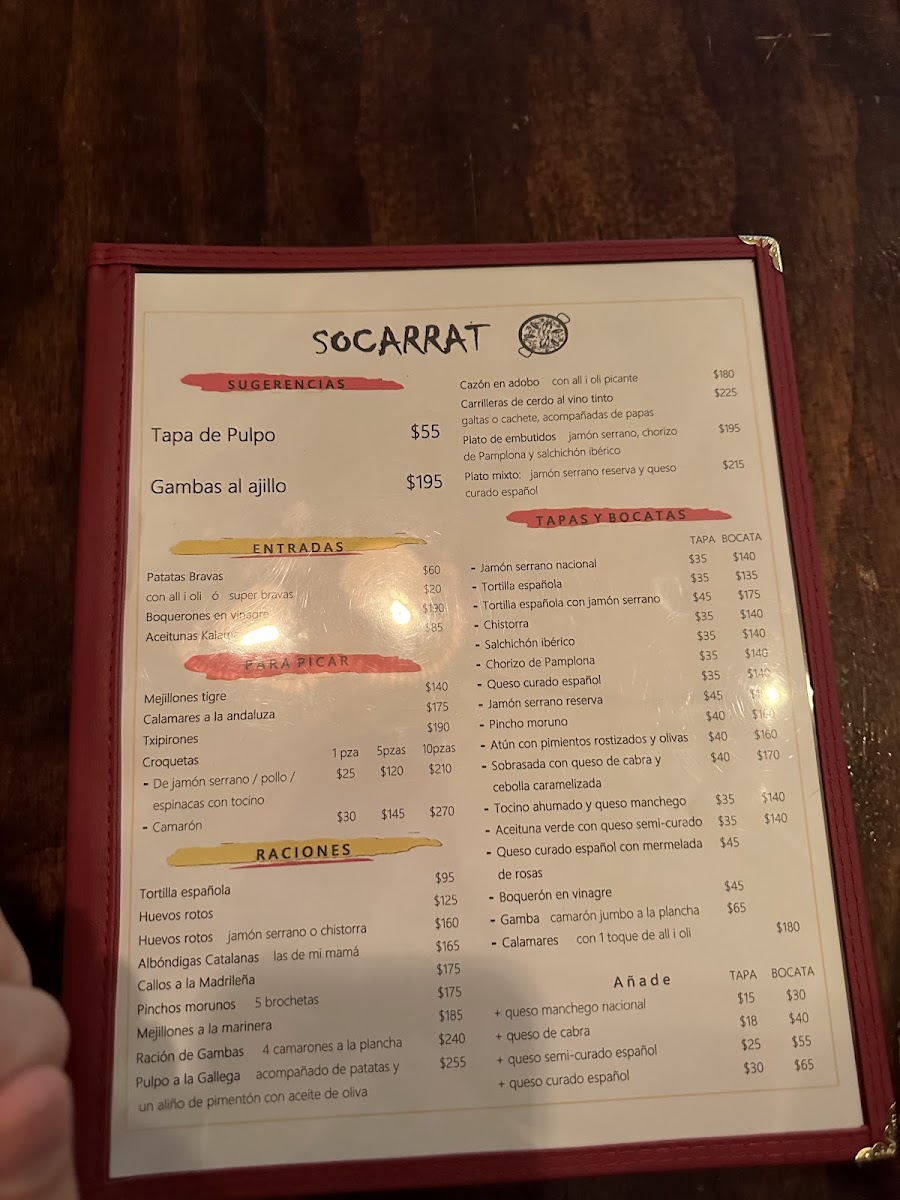 SOCARRAT
SUGERENCIAS
Tapa de Pulpo $55
Gambas al ajillo $195
ENTRADAS
Patatas Bravas $60
con all i oli ó super bravas $20
Boquerones en vinagre $190
Aceitunas $85
PARA PICAR
Mejillones tigre $140
Calamares a la andaluza $175
Txipirones $190
Croquetas 1 pza 5pzas 10pzas
- De jamón serrano / pollo / $25 $120 $210
espinacas con tocino
- Camarón $30 $145 $270
RACIONES
Tortilla española $95
Huevos rotos $125
Huevos rotos jamón serrano o chistorra $160
Albóndigas Catalanas las de mi mamá $165
Callos a la Madrileña $175
Pinchos morunos 5 brochetas $175
Mejillones a la marinera $185
Ración de Gambas 4 camarones a la plancha $240
Pulpo a la Gallega acompañado de patatas y $255
un aliño de pimentón con aceite de oliva
Cazón en adobo con all i oli picante $180
Carrilleras de cerdo al vino tinto $225
galtas o cachete, acompañadas de papas
Plato de embutidos jamón serrano, chorizo $195
de Pamplona y salchichón ibérico
Plato mixto: jamón serrano reserva y queso $215
curado español
TAPAS Y BOCATAS
TAPA BOCATA
- Jamón serrano nacional $35 $140
- Tortilla española $35 $135
- Tortilla española con jamón serrano $45 $175
- Chistorra $35 $140
- Salchichón ibérico $35 $140
- Chorizo de Pamplona $35 $140
- Queso curado español $35 $140
- Jamón serrano reserva $45
- Pincho moruno $40 $160
- Atún con pimientos rostizados y olivas $40 $160
- Sobrasada con queso de cabra y $40 $170
cebolla caramelizada
- Tocino ahumado y queso manchego $35 $140
- Aceituna verde con queso semi-curado $35 $140
- Queso curado español con mermelada $45
de rosas
- Boquerón en vinagre $45
- Gamba camarón jumbo a la plancha $65
- Calamares con 1 toque de all i oli $180
Añade TAPA BOCATA
+ queso manchego nacional $15 $30
+ queso de cabra $18 $40
+ queso semi-curado español $25 $55
+ queso curado español $30 $65